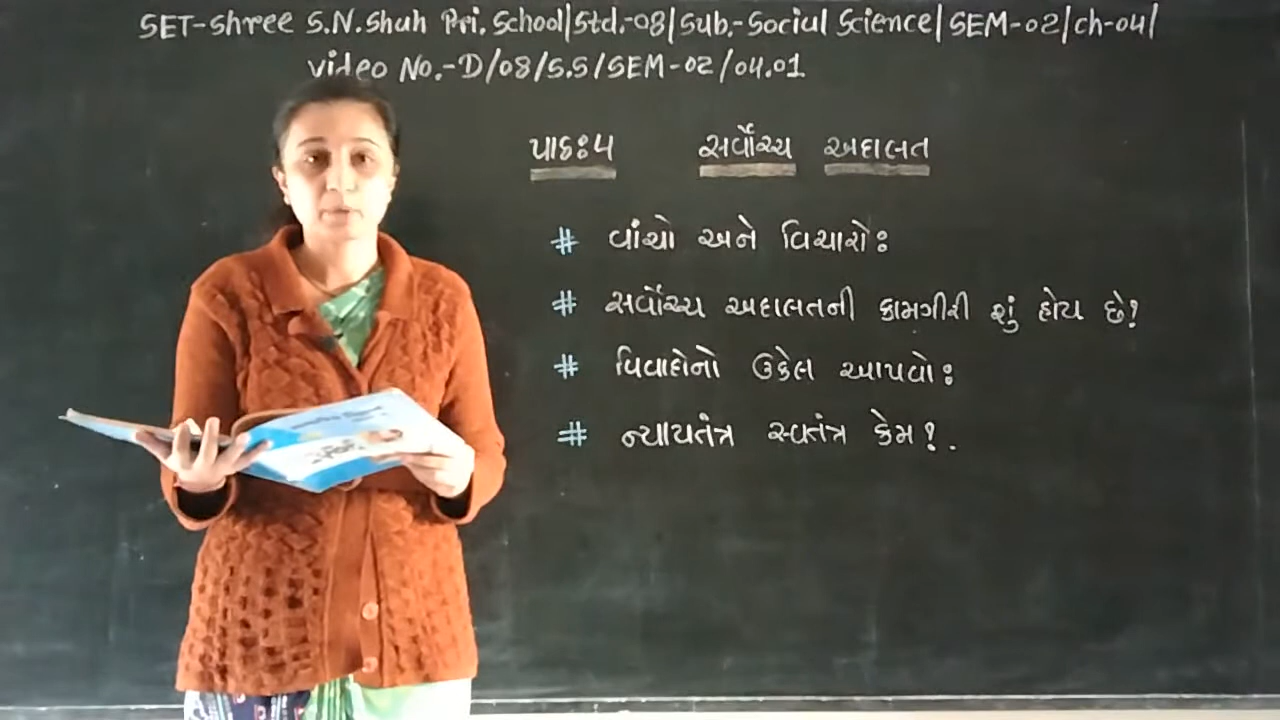 SET-Shree S.N.Shah Pri. School|Std.-08|Sub.-Social Science|SEM-02/ch-04/
video No.-D/08/S.S/SEM-02/04.01
પાઠ:૪ સર્વોચ્ચ અદાલત
# વાંચો અને વિચારો:
# સર્વોચ્ચ અદાલતની કામગીરી શું હોય છે?
# વિવાદોનો ઉકેલ આપવો:
# ન્યાયતંત્ર સ્વતંત્ર કેમ?.